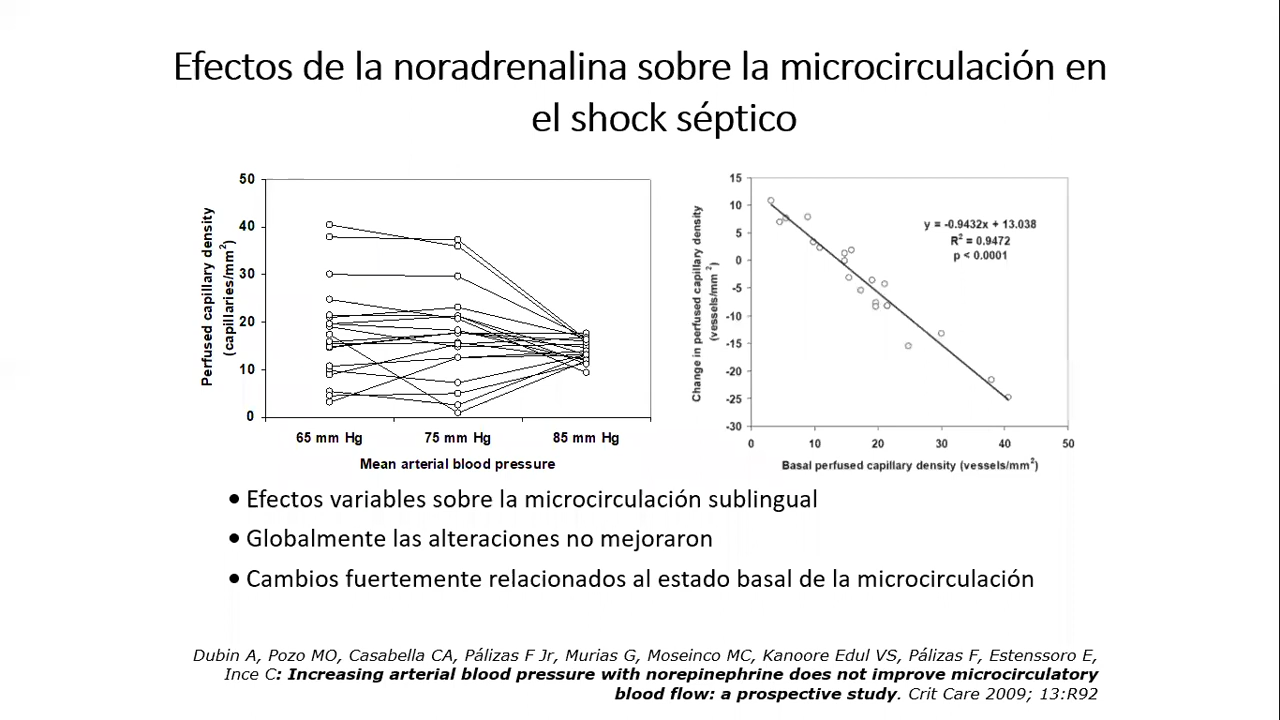 Efectos de la noradrenalina sobre la microcirculación en
el shock séptico
Perfused capillary density
(capillaries/mm²)
50
40
30
20
10
0
65 mm Hg 75 mm Hg 85 mm Hg
Mean arterial blood pressure
Change in perfused capillary density
(vessels/mm²)
15
10
5
0
-5
-10
-15
-20
-25
-30
y = -0.9432x + 13.038
R² = 0.9472
p < 0.0001
0 10 20 30 40 50
Basal perfused capillary density (vessels/mm²)
• Efectos variables sobre la microcirculación sublingual
• Globalmente las alteraciones no mejoraron
• Cambios fuertemente relacionados al estado basal de la microcirculación
Dubin A, Pozo MO, Casabella CA, Pálizas F Jr, Murias G, Moseinco MC, Kanoore Edul VS, Pálizas F, Estenssoro E,
Ince C: Increasing arterial blood pressure with norepinephrine does not improve microcirculatory
blood flow: a prospective study. Crit Care 2009; 13:R92